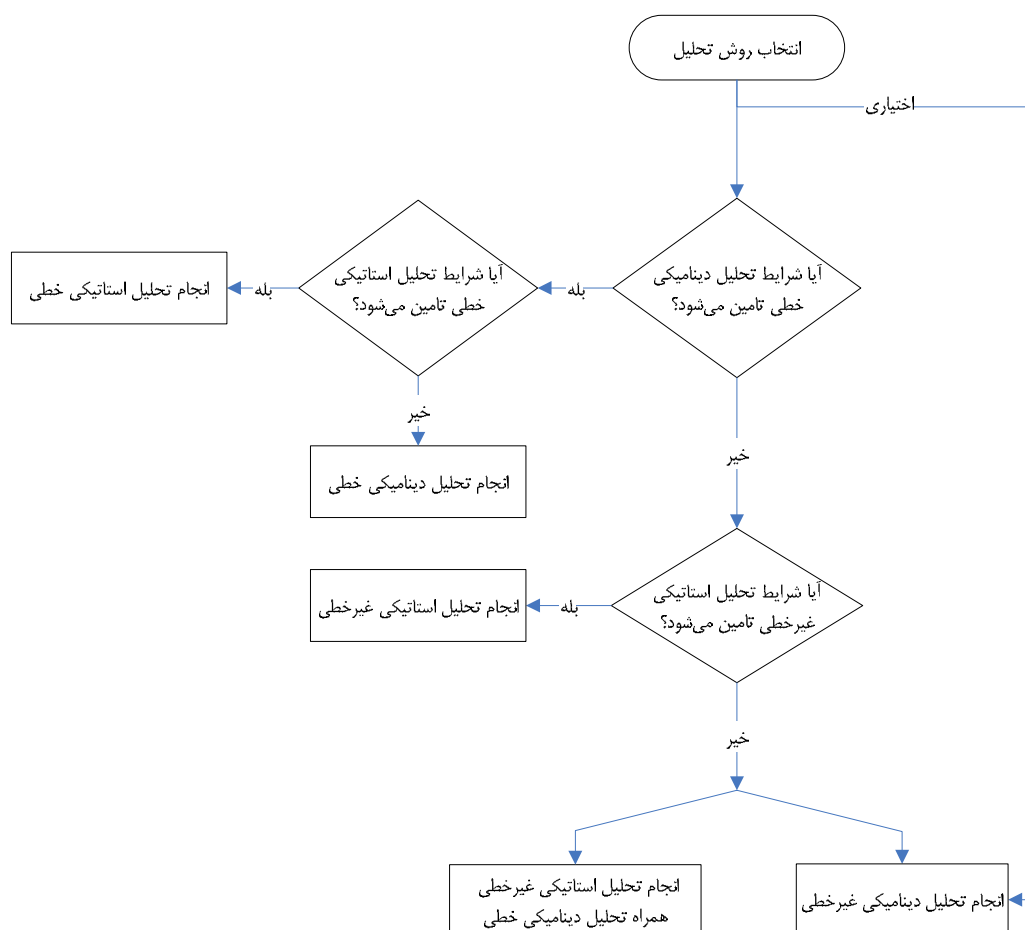 انتخاب روش تحلیل
اختیاری
آیا شرایط تحلیل دینامیکی
خطی تامین می‌شود؟
بله
آیا شرایط تحلیل استاتیکی
خطی تامین می‌شود؟
بله
انجام تحلیل استاتیکی خطی
خیر
انجام تحلیل دینامیکی خطی
خیر
آیا شرایط تحلیل استاتیکی
غیرخطی تامین می‌شود؟
بله
انجام تحلیل استاتیکی غیرخطی
خیر
انجام تحلیل دینامیکی غیرخطی
انجام تحلیل استاتیکی غیرخطی
همراه تحلیل دینامیکی خطی